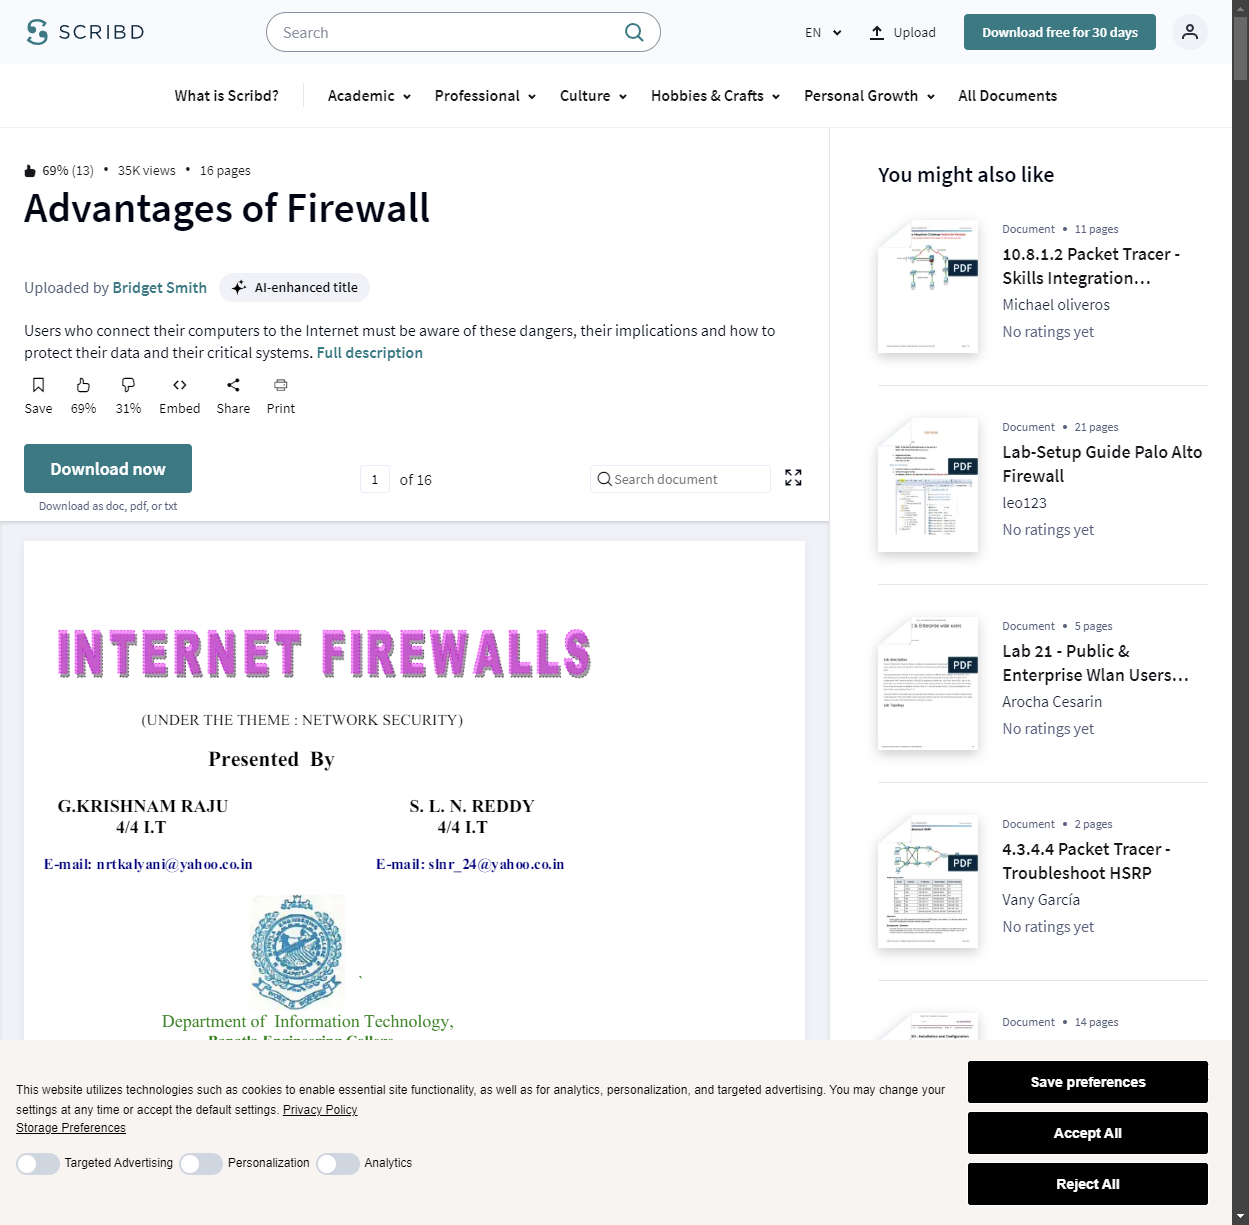 SCRIBD
Search
EN
Upload
Download free for 30 days
What is Scribd?
Academic
Professional
Culture
Hobbies & Crafts
Personal Growth
All Documents
69% (13) • 35K views • 16 pages
Advantages of Firewall
Uploaded by Bridget Smith
AI-enhanced title
Users who connect their computers to the Internet must be aware of these dangers, their implications and how to
protect their data and their critical systems. Full description
Save
69%
31%
Embed
Share
Print
Download now
Download as doc, pdf, or txt
1 of 16
Search document
INTERNET FIREWALLS
(UNDER THE THEME : NETWORK SECURITY)
Presented By
G.KRISHNAM RAJU
4/4 I.T
E-mail: nrtkalyani@yahoo.co.in
S. L. N. REDDY
4/4 I.T
E-mail: slnr_24@yahoo.co.in
WORK IS WORSHIP
Department of Information Technology,
Bapatla Engineering College
You might also like
PDF
Document • 11 pages
10.8.1.2 Packet Tracer -
Skills Integration…
Michael oliveros
No ratings yet
PDF
Document • 21 pages
Lab-Setup Guide Palo Alto
Firewall
leo123
No ratings yet
PDF
Document • 5 pages
Lab 21 - Public &
Enterprise Wlan Users…
Arocha Cesarin
No ratings yet
PDF
Document • 2 pages
4.3.4.4 Packet Tracer -
Troubleshoot HSRP
Vany García
No ratings yet
Document • 14 pages
This website utilizes technologies such as cookies to enable essential site functionality, as well as for analytics, personalization, and targeted advertising. You may change your
settings at any time or accept the default settings. Privacy Policy
Storage Preferences
Targeted Advertising
Personalization
Analytics
Save preferences
Accept All
Reject All